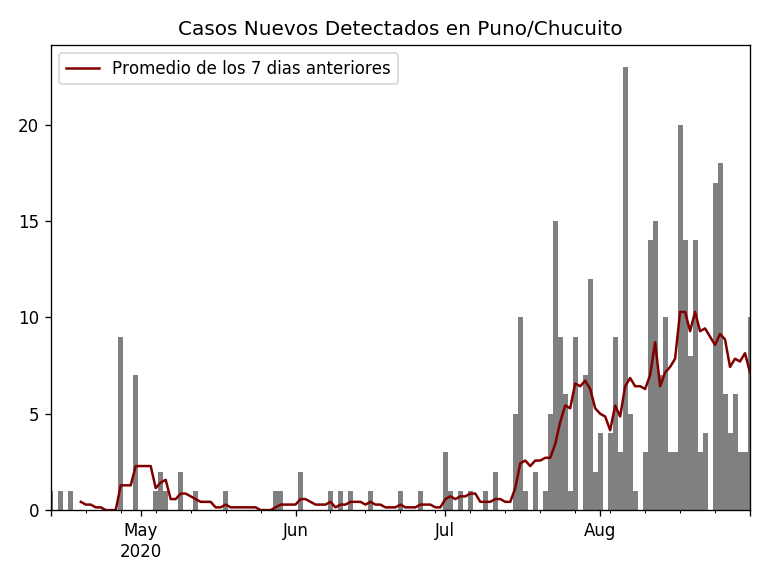 Casos Nuevos Detectados en Puno/Chucuito
Promedio de los 7 dias anteriores
20
15
10
5
0
May Jun Jul Aug
2020